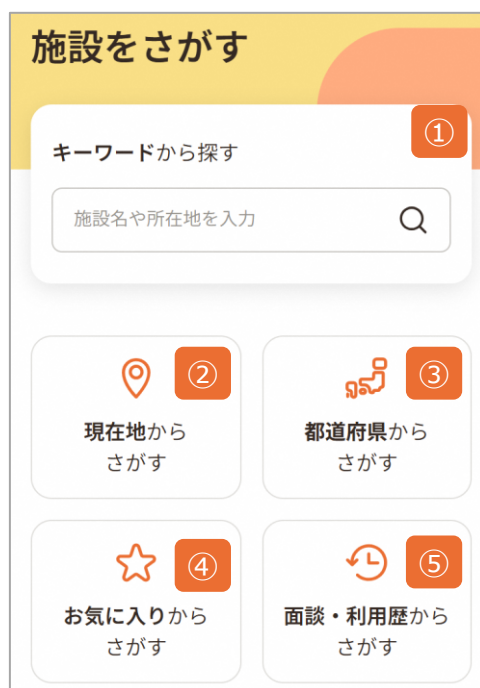 施設をさがす
①
キーワードから探す
施設名や所在地を入力
②
現在地から
さがす
③
都道府県から
さがす
④
お気に入りから
さがす
⑤
面談・利用歴から
さがす